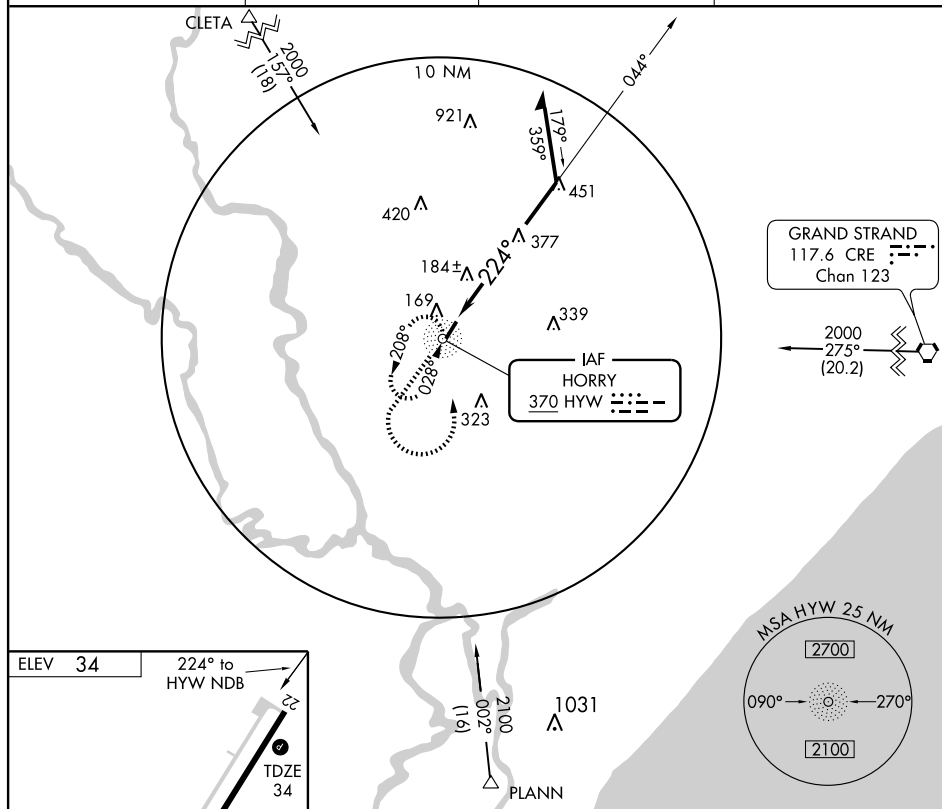 CLETA
2000
157°
(18)
10 NM
044°
921
179°
359°
451
420
377
224°
184±
169
339
208°
028°
IAF
HORRY
370 HYW
323
GRAND STRAND
117.6 CRE
Chan 123
2000
275°
(20.2)
MSA HYW 25 NM
2700
090°
270°
2100
ELEV 34
224° to
HYW NDB
22
P
TDZE
34
2100
002°
(16)
1031
PLANN